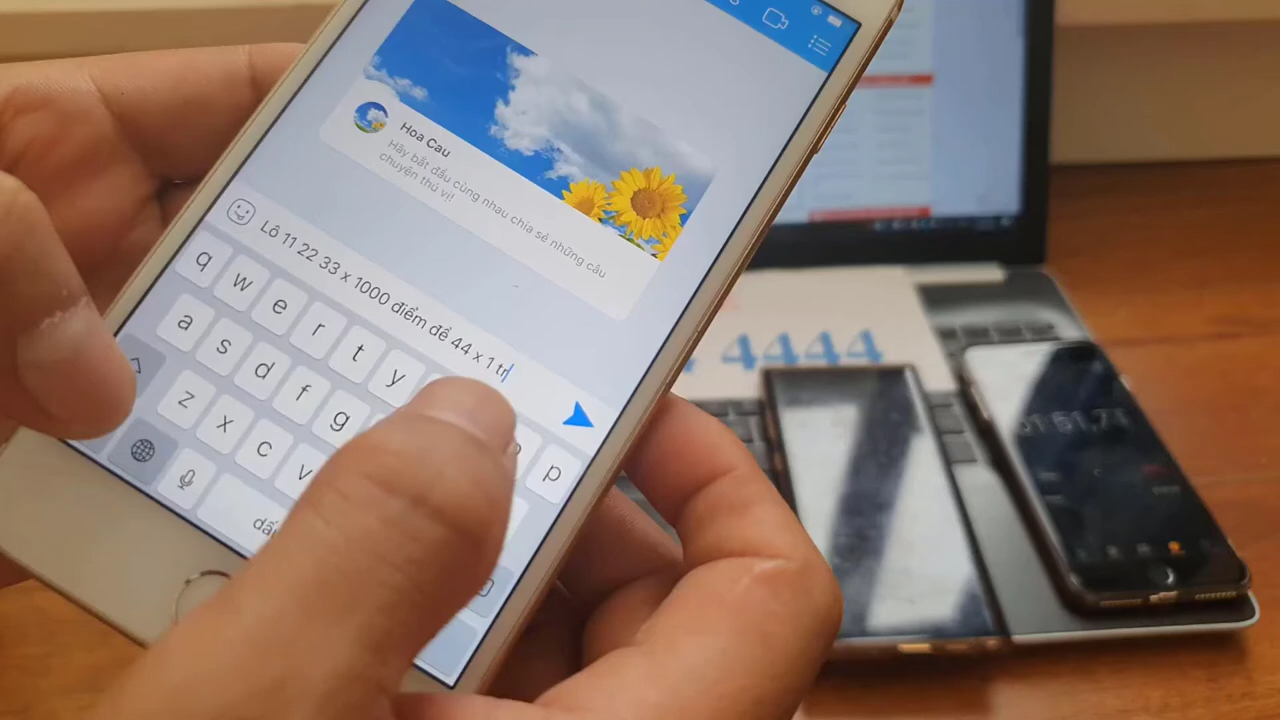 Hoa Cau
Hãy bắt đầu cùng nhau chia sẻ những câu
chuyện thú vị!
Lô 11 22 33 x 1000 điểm đề 44 x 1 tr
q w e r t y p
a s d f g
z x c v
dấu
4444